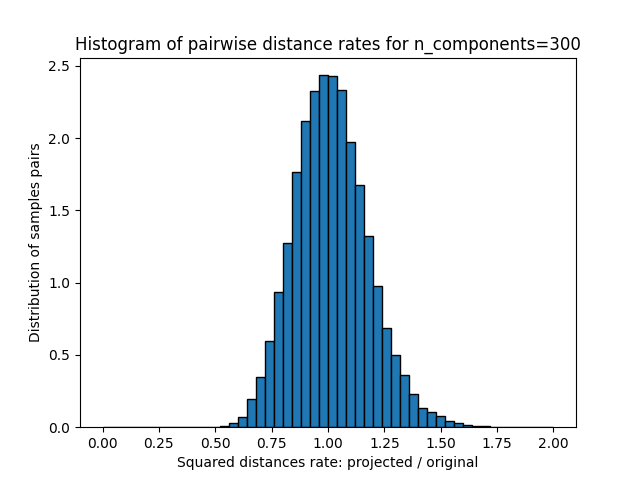 Histogram of pairwise distance rates for n_components=300
2.5
2.0
1.5
1.0
0.5
0.0
Distribution of samples pairs
0.00 0.25 0.50 0.75 1.00 1.25 1.50 1.75 2.00
Squared distances rate: projected / original